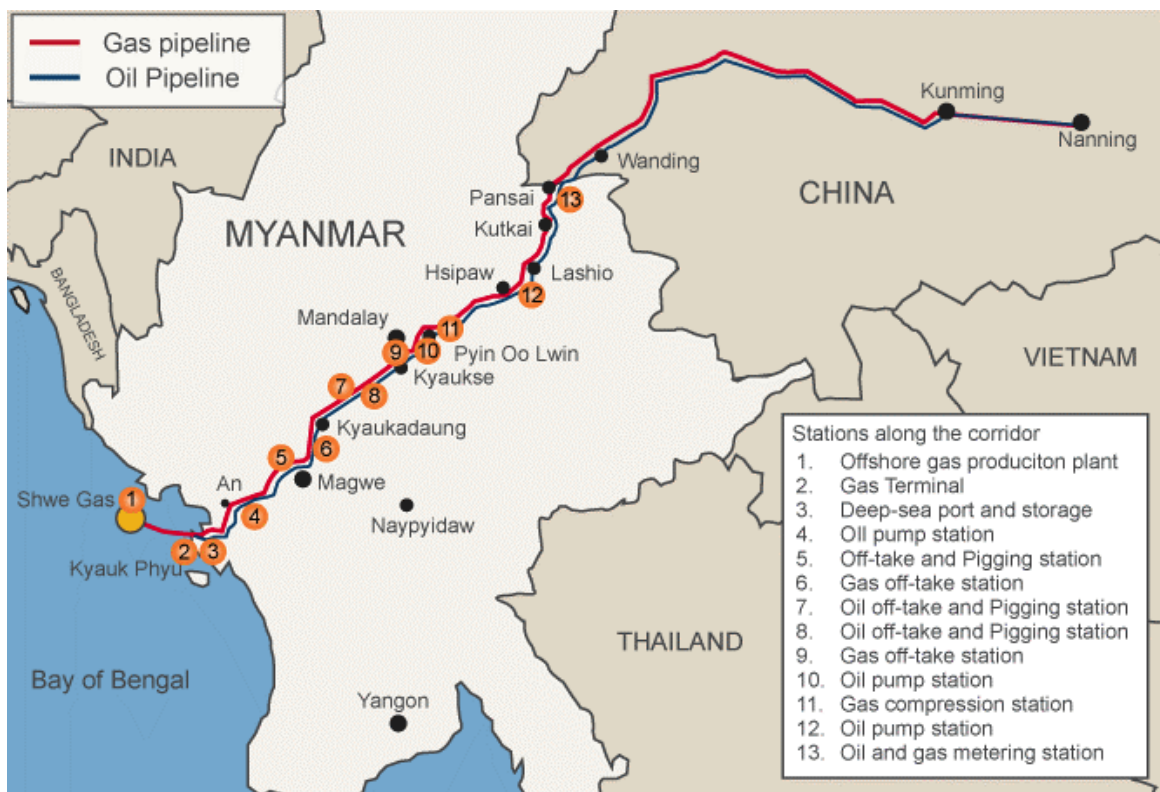 Gas pipeline
Oil Pipeline
INDIA
BANGLADESH
MYANMAR
CHINA
VIETNAM
THAILAND
Kunming
Nanning
Wanding
Pansai
13
Kutkai
Lashio
Hsipaw
12
Mandalay
11
9
10
Pyin Oo Lwin
Kyaukse
7
8
Kyaukadaung
6
5
Magwe
An
4
Naypyidaw
Shwe Gas
1
2
3
Kyauk Phyu
Bay of Bengal
Yangon
Stations along the corridor
1. Offshore gas produciton plant
2. Gas Terminal
3. Deep-sea port and storage
4. OIl pump station
5. Off-take and Pigging station
6. Gas off-take station
7. Oil off-take and Pigging station
8. Oil off-take and Pigging station
9. Gas off-take station
10. Oil pump station
11. Gas compression station
12. Oil pump station
13. Oil and gas metering station